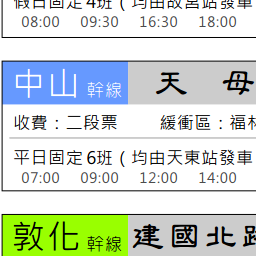 假日固定4班（均由故宮站發車
08:00 09:30 16:30 18:00
中山 幹線 天 母
收費：二段票 緩衝區：福林
平日固定6班（均由天東站發車
07:00 09:00 12:00 14:00
敦化 幹線 建國北路